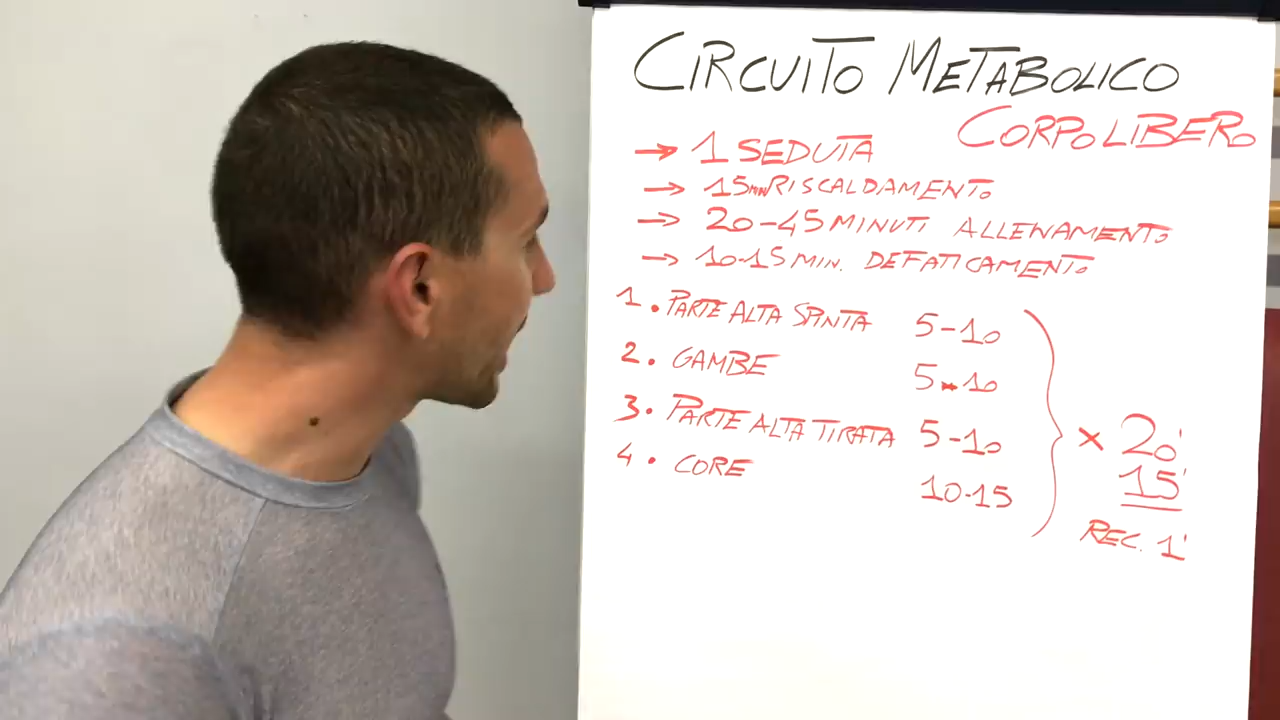 CIRCUITO METABOLICO
CORPO LIBERO
→ 1 SEDUTA
→ 15 MIN RISCALDAMENTO
→ 20-45 MINUTI ALLENAMENTO
→ 10-15 MIN. DEFATICAMENTO
1. PARTE ALTA SPINTA 5-10
2. GAMBE 5-10
3. PARTE ALTA TIRATA 5-10
4. CORE 10-15
x 20'
15'
REC. 1'